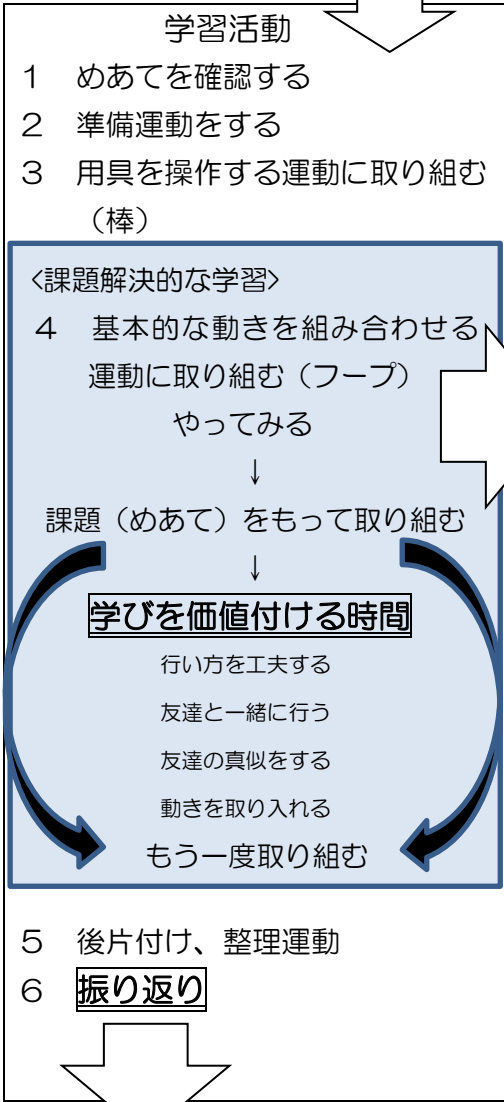 学習活動
1 めあてを確認する
2 準備運動をする
3 用具を操作する運動に取り組む
(棒)
<課題解決的な学習>
4 基本的な動きを組み合わせる
運動に取り組む(フープ)
やってみる
↓
課題(めあて)をもって取り組む
↓
学びを価値付ける時間
行い方を工夫する
友達と一緒に行う
友達の真似をする
動きを取り入れる
もう一度取り組む
5 後片付け、整理運動
6 振り返り